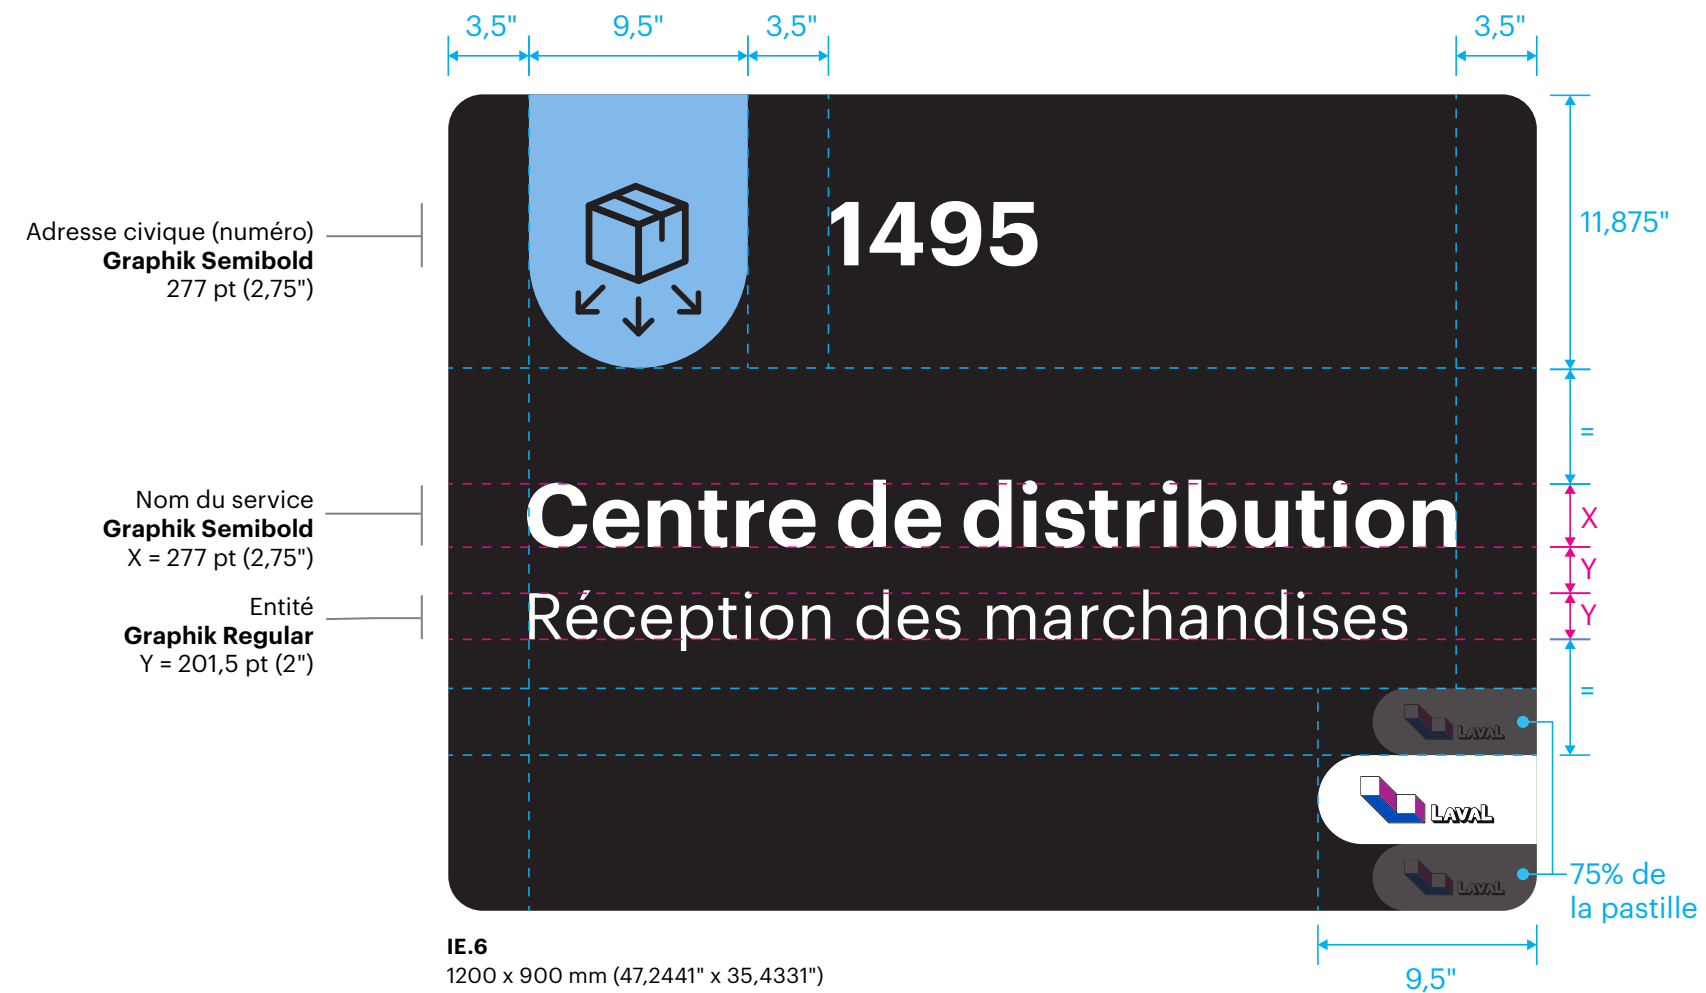 3,5" 9,5" 3,5" 3,5"
11,875"
Adresse civique (numéro)
Graphik Semibold
277 pt (2,75")
1495
=
Nom du service
Graphik Semibold
X = 277 pt (2,75")
Centre de distribution
X
Y
Entité
Graphik Regular
Y = 201,5 pt (2")
Réception des marchandises
Y
=
LAVAL
LAVAL
LAVAL
75% de
la pastille
IE.6
1200 x 900 mm (47,2441" x 35,4331")
9,5"